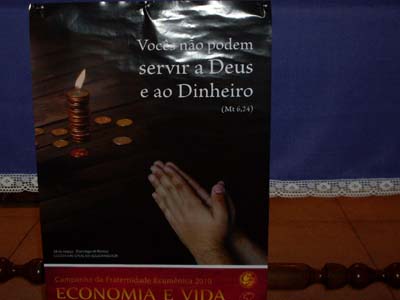 Vocês não podem
servir a Deus
e ao Dinheiro
(Mt 6,24)
Campanha da Fraternidade Ecumênica 2010
ECONOMIA E VIDA